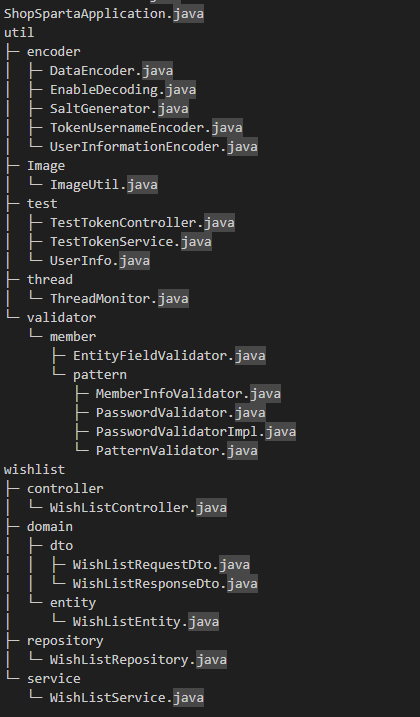 ShopSpartaApplication.java
util
├─ encoder
│  ├─ DataEncoder.java
│  ├─ EnableDecoding.java
│  ├─ SaltGenerator.java
│  ├─ TokenUsernameEncoder.java
│  └─ UserInformationEncoder.java
├─ Image
│  └─ ImageUtil.java
├─ test
│  ├─ TestTokenController.java
│  ├─ TestTokenService.java
│  └─ UserInfo.java
├─ thread
│  └─ ThreadMonitor.java
└─ validator
   └─ member
      ├─ EntityFieldValidator.java
      └─ pattern
         ├─ MemberInfoValidator.java
         ├─ PasswordValidator.java
         ├─ PasswordValidatorImpl.java
         └─ PatternValidator.java
wishlist
├─ controller
│  └─ WishListController.java
├─ domain
│  ├─ dto
│  │  ├─ WishListRequestDto.java
│  │  └─ WishListResponseDto.java
│  └─ entity
│     └─ WishListEntity.java
├─ repository
│  └─ WishListRepository.java
└─ service
   └─ WishListService.java